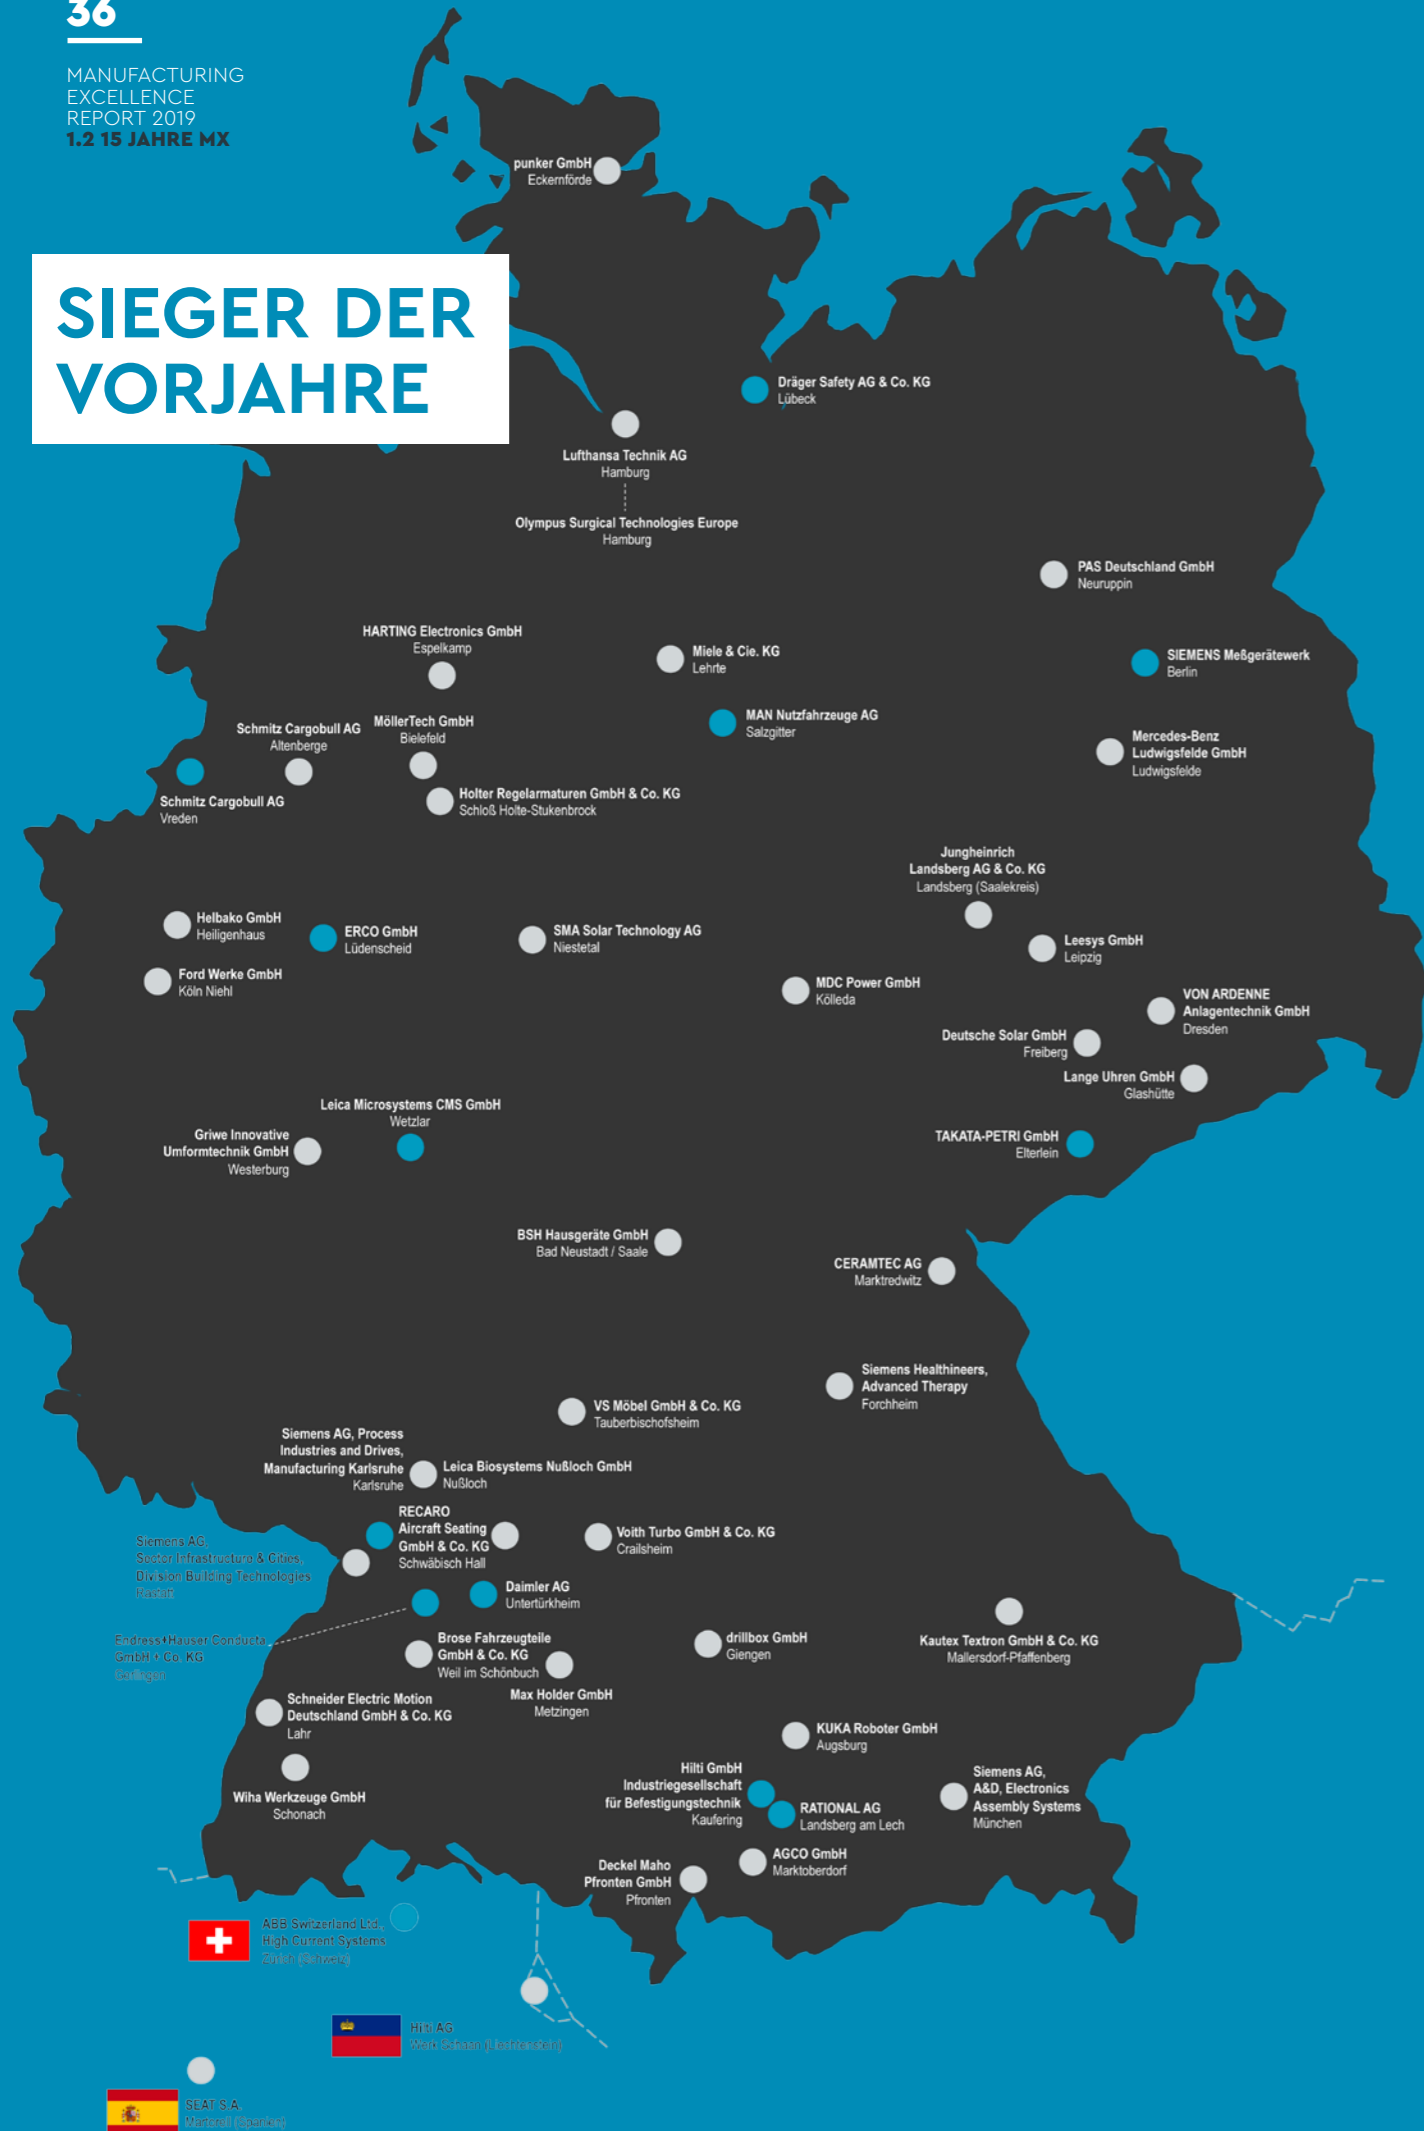 36
MANUFACTURING
EXCELLENCE
REPORT 2019
1.2 15 JAHRE MX
punker GmbH
Eckernförde
SIEGER DER
VORJAHRE
Dräger Safety AG & Co. KG
Lübeck
Lufthansa Technik AG
Hamburg
Olympus Surgical Technologies Europe
Hamburg
PAS Deutschland GmbH
Neuruppin
HARTING Electronics GmbH
Espelkamp
Miele & Cie. KG
Lehrte
SIEMENS Meßgerätewerk
Berlin
MAN Nutzfahrzeuge AG
Salzgitter
Schmitz Cargobull AG
Altenberge
MöllerTech GmbH
Bielefeld
Mercedes-Benz
Ludwigsfelde GmbH
Ludwigsfelde
Schmitz Cargobull AG
Vreden
Holter Regelarmaturen GmbH & Co. KG
Schloß Holte-Stukenbrock
Jungheinrich
Landsberg AG & Co. KG
Landsberg (Saalekreis)
Helbako GmbH
Heiligenhaus
ERCO GmbH
Lüdenscheid
SMA Solar Technology AG
Niestetal
Leesys GmbH
Leipzig
Ford Werke GmbH
Köln Niehl
MDC Power GmbH
Kölleda
VON ARDENNE
Anlagentechnik GmbH
Dresden
Deutsche Solar GmbH
Freiberg
Lange Uhren GmbH
Glashütte
Leica Microsystems CMS GmbH
Wetzlar
Griwe Innovative
Umformtechnik GmbH
Westerburg
TAKATA-PETRI GmbH
Elterlein
BSH Hausgeräte GmbH
Bad Neustadt / Saale
CERAMTEC AG
Marktredwitz
Siemens Healthineers,
Advanced Therapy
Forchheim
VS Möbel GmbH & Co. KG
Tauberbischofsheim
Siemens AG, Process
Industries and Drives,
Manufacturing Karlsruhe
Karlsruhe
Leica Biosystems Nußloch GmbH
Nußloch
RECARO
Aircraft Seating
GmbH & Co. KG
Schwäbisch Hall
Voith Turbo GmbH & Co. KG
Crailsheim
Siemens AG,
Sector Infrastructure & Cities,
Division Building Technologies
Rastatt
Daimler AG
Untertürkheim
Endress+Hauser Conducta
GmbH + Co. KG
Gerlingen
Brose Fahrzeugteile
GmbH & Co. KG
Weil im Schönbuch
drillbox GmbH
Giengen
Kautex Textron GmbH & Co. KG
Mallersdorf-Pfaffenberg
Max Holder GmbH
Metzingen
Schneider Electric Motion
Deutschland GmbH & Co. KG
Lahr
KUKA Roboter GmbH
Augsburg
Wiha Werkzeuge GmbH
Schonach
Hilti GmbH
Industriegesellschaft
für Befestigungstechnik
Kaufering
RATIONAL AG
Landsberg am Lech
Siemens AG,
A&D, Electronics
Assembly Systems
München
AGCO GmbH
Marktoberdorf
Deckel Maho
Pfronten GmbH
Pfronten
ABB Switzerland Ltd.,
High Current Systems
Zürich (Schweiz)
Hilti AG
Werk Schaan (Liechtenstein)
SEAT S.A.
Martorell (Spanien)